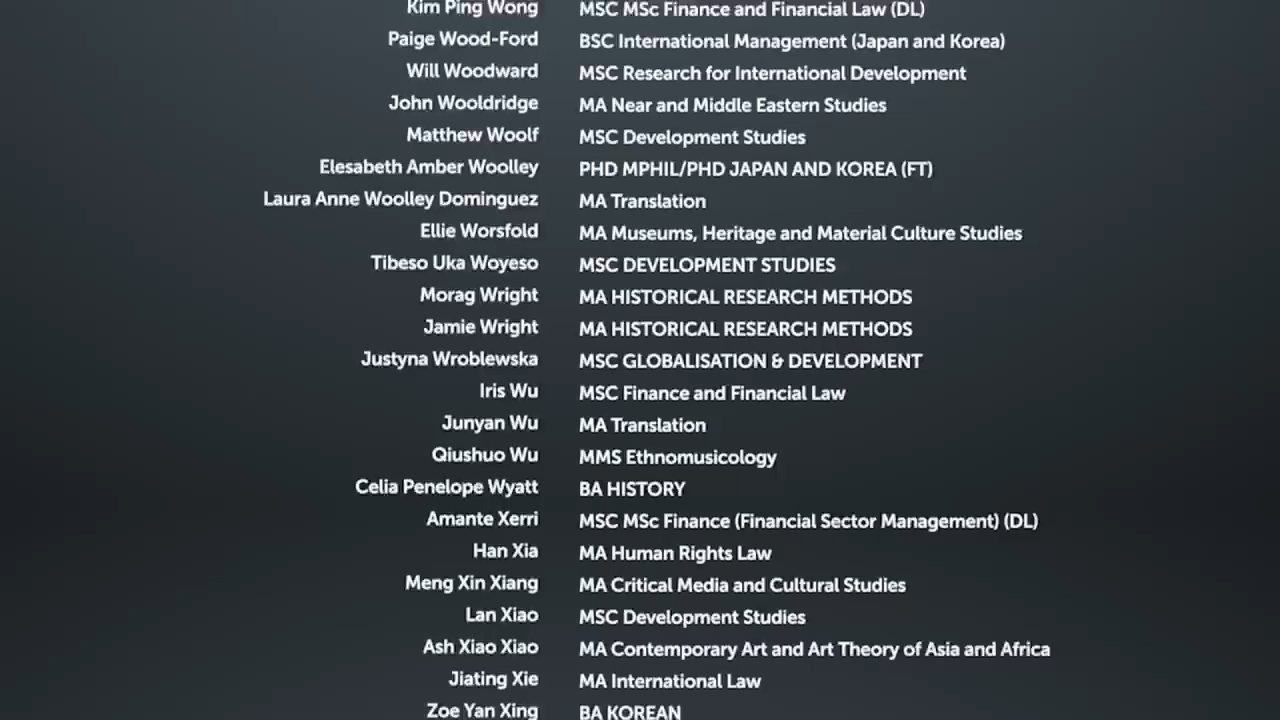 Kim Ping Wong MSC MSc Finance and Financial Law (DL)
Paige Wood-Ford BSC International Management (Japan and Korea)
Will Woodward MSC Research for International Development
John Wooldridge MA Near and Middle Eastern Studies
Matthew Woolf MSC Development Studies
Elesabeth Amber Woolley PHD MPHIL/PHD JAPAN AND KOREA (FT)
Laura Anne Woolley Dominguez MA Translation
Ellie Worsfold MA Museums, Heritage and Material Culture Studies
Tibeso Uka Woyeso MSC DEVELOPMENT STUDIES
Morag Wright MA HISTORICAL RESEARCH METHODS
Jamie Wright MA HISTORICAL RESEARCH METHODS
Justyna Wroblewska MSC GLOBALISATION & DEVELOPMENT
Iris Wu MSC Finance and Financial Law
Junyan Wu MA Translation
Qiushuo Wu MMS Ethnomusicology
Celia Penelope Wyatt BA HISTORY
Amante Xerri MSC MSc Finance (Financial Sector Management) (DL)
Han Xia MA Human Rights Law
Meng Xin Xiang MA Critical Media and Cultural Studies
Lan Xiao MSC Development Studies
Ash Xiao Xiao MA Contemporary Art and Art Theory of Asia and Africa
Jiating Xie MA International Law
Zoe Yan Xing BA KOREAN